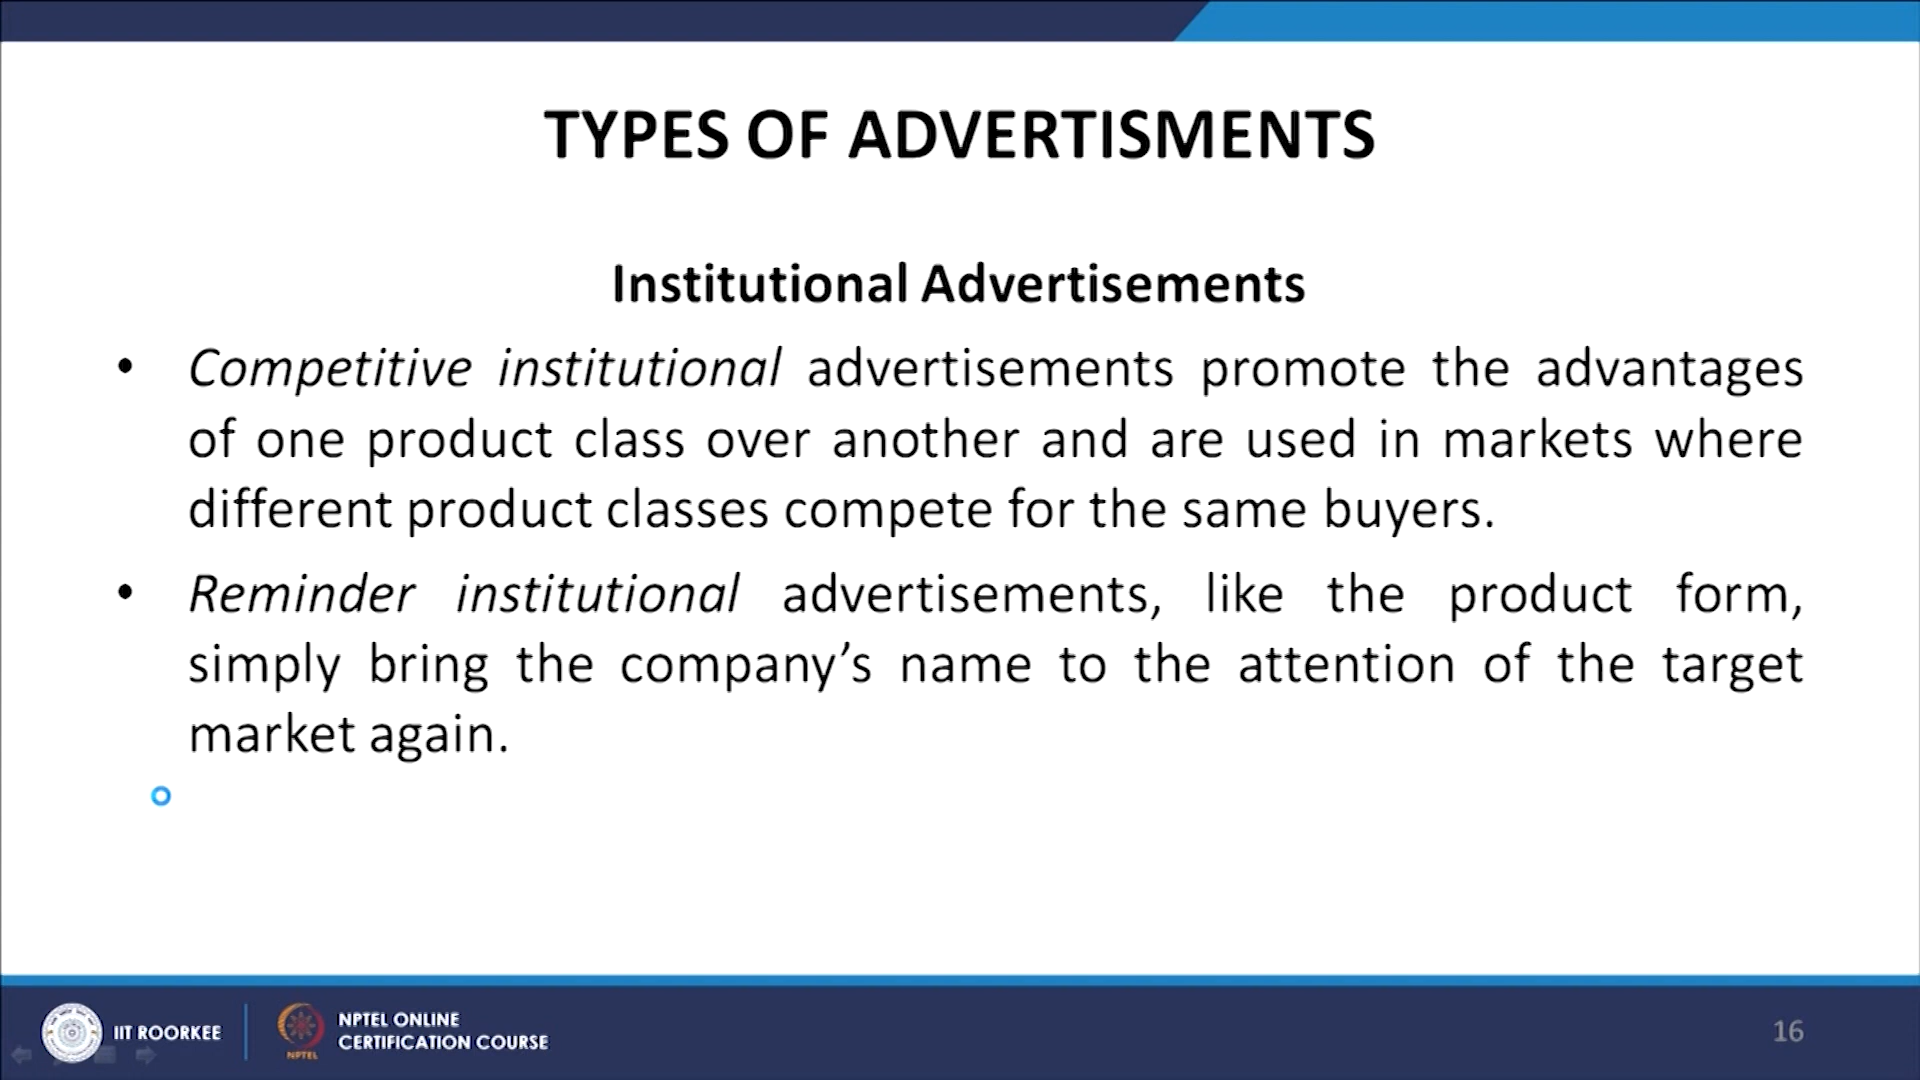 TYPES OF ADVERTISMENTS
Institutional Advertisements
• Competitive institutional advertisements promote the advantages
of one product class over another and are used in markets where
different product classes compete for the same buyers.
• Reminder institutional advertisements, like the product form,
simply bring the company’s name to the attention of the target
market again.
IIT ROORKEE
NPTEL
NPTEL ONLINE
CERTIFICATION COURSE
16